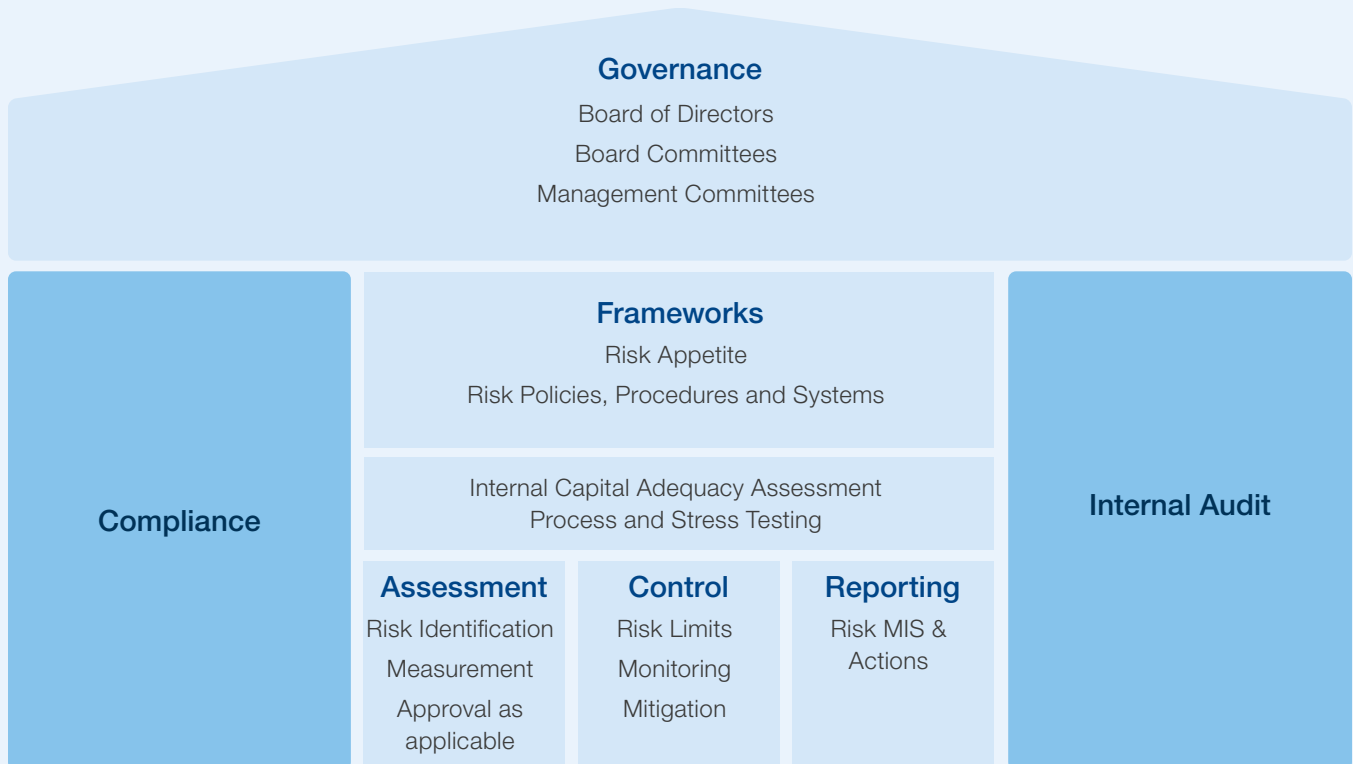 Governance
Board of Directors
Board Committees
Management Committees
Compliance
Frameworks
Risk Appetite
Risk Policies, Procedures and Systems
Internal Capital Adequacy Assessment
Process and Stress Testing
Assessment
Risk Identification
Measurement
Approval as
applicable
Control
Risk Limits
Monitoring
Mitigation
Reporting
Risk MIS &
Actions
Internal Audit